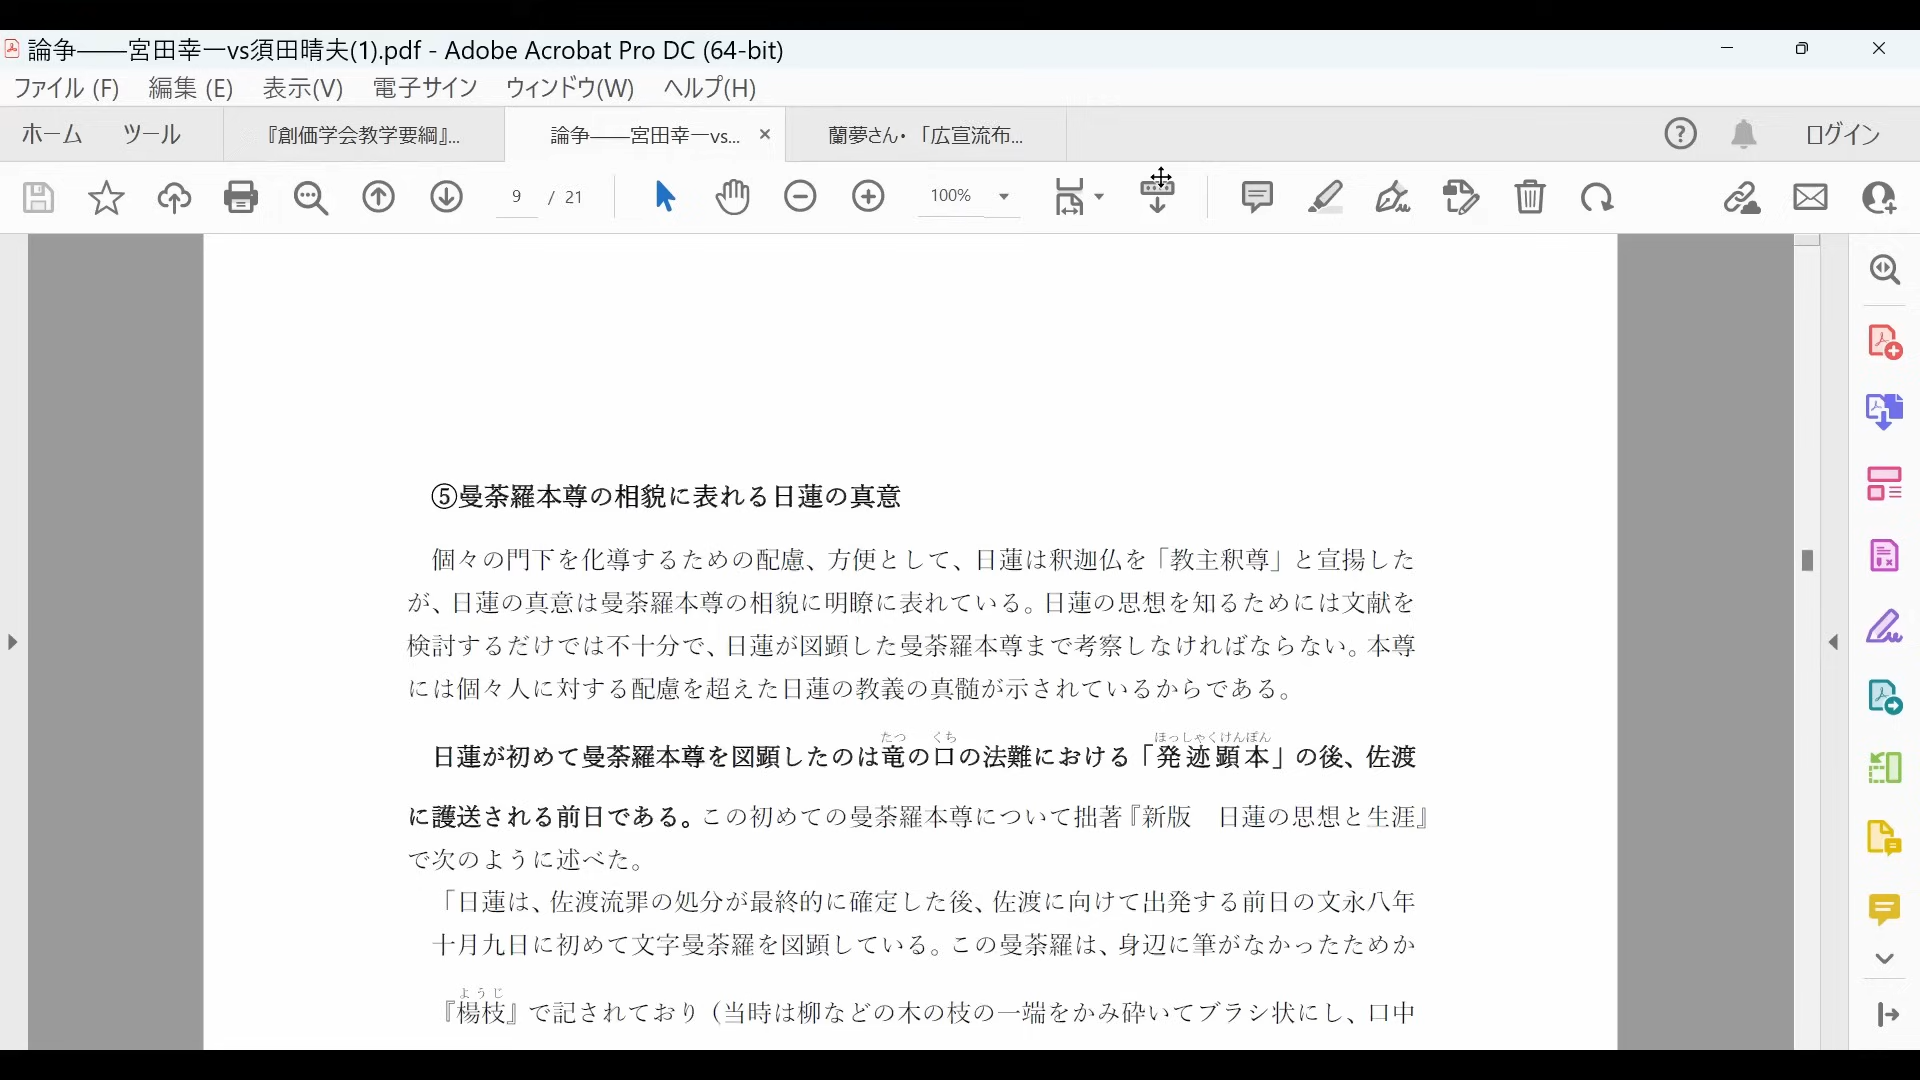 論争――宮田幸一vs須田晴夫(1).pdf - Adobe Acrobat Pro DC (64-bit)
ファイル (F) 編集 (E) 表示(V) 電子サイン ウィンドウ(W) ヘルプ(H)
ホーム ツール 『創価学会教学要綱』... 論争――宮田幸一vs... × 蘭夢さん・「広宣流布... ログイン
9 / 21 100%
⑤曼荼羅本尊の相貌に表れる日蓮の真意
個々の門下を化導するための配慮、方便として、日蓮は釈迦仏を「教主釈尊」と宣揚した
が、日蓮の真意は曼荼羅本尊の相貌に明瞭に表れている。日蓮の思想を知るためには文献を
検討するだけでは不十分で、日蓮が図顕した曼荼羅本尊まで考察しなければならない。本尊
には個々人に対する配慮を超えた日蓮の教義の真髄が示されているからである。
たつ くち ほっしゃくけんぽん
日蓮が初めて曼荼羅本尊を図顕したのは竜の口の法難における「発迹顕本」の後、佐渡
に護送される前日である。この初めての曼荼羅本尊について拙著『新版 日蓮の思想と生涯』
で次のように述べた。
「日蓮は、佐渡流罪の処分が最終的に確定した後、佐渡に向けて出発する前日の文永八年
十月九日に初めて文字曼荼羅を図顕している。この曼荼羅は、身辺に筆がなかったためか
ようじ
『楊枝』で記されており（当時は柳などの木の枝の一端をかみ砕いてブラシ状にし、口中